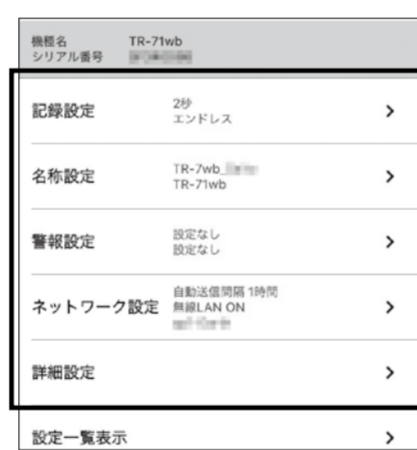 機種名 TR-71wb
シリアル番号
記録設定 2秒
エンドレス
名称設定 TR-7wb_
TR-71wb
警報設定 設定なし
設定なし
ネットワーク設定 自動送信間隔 1時間
無線LAN ON
詳細設定
設定一覧表示